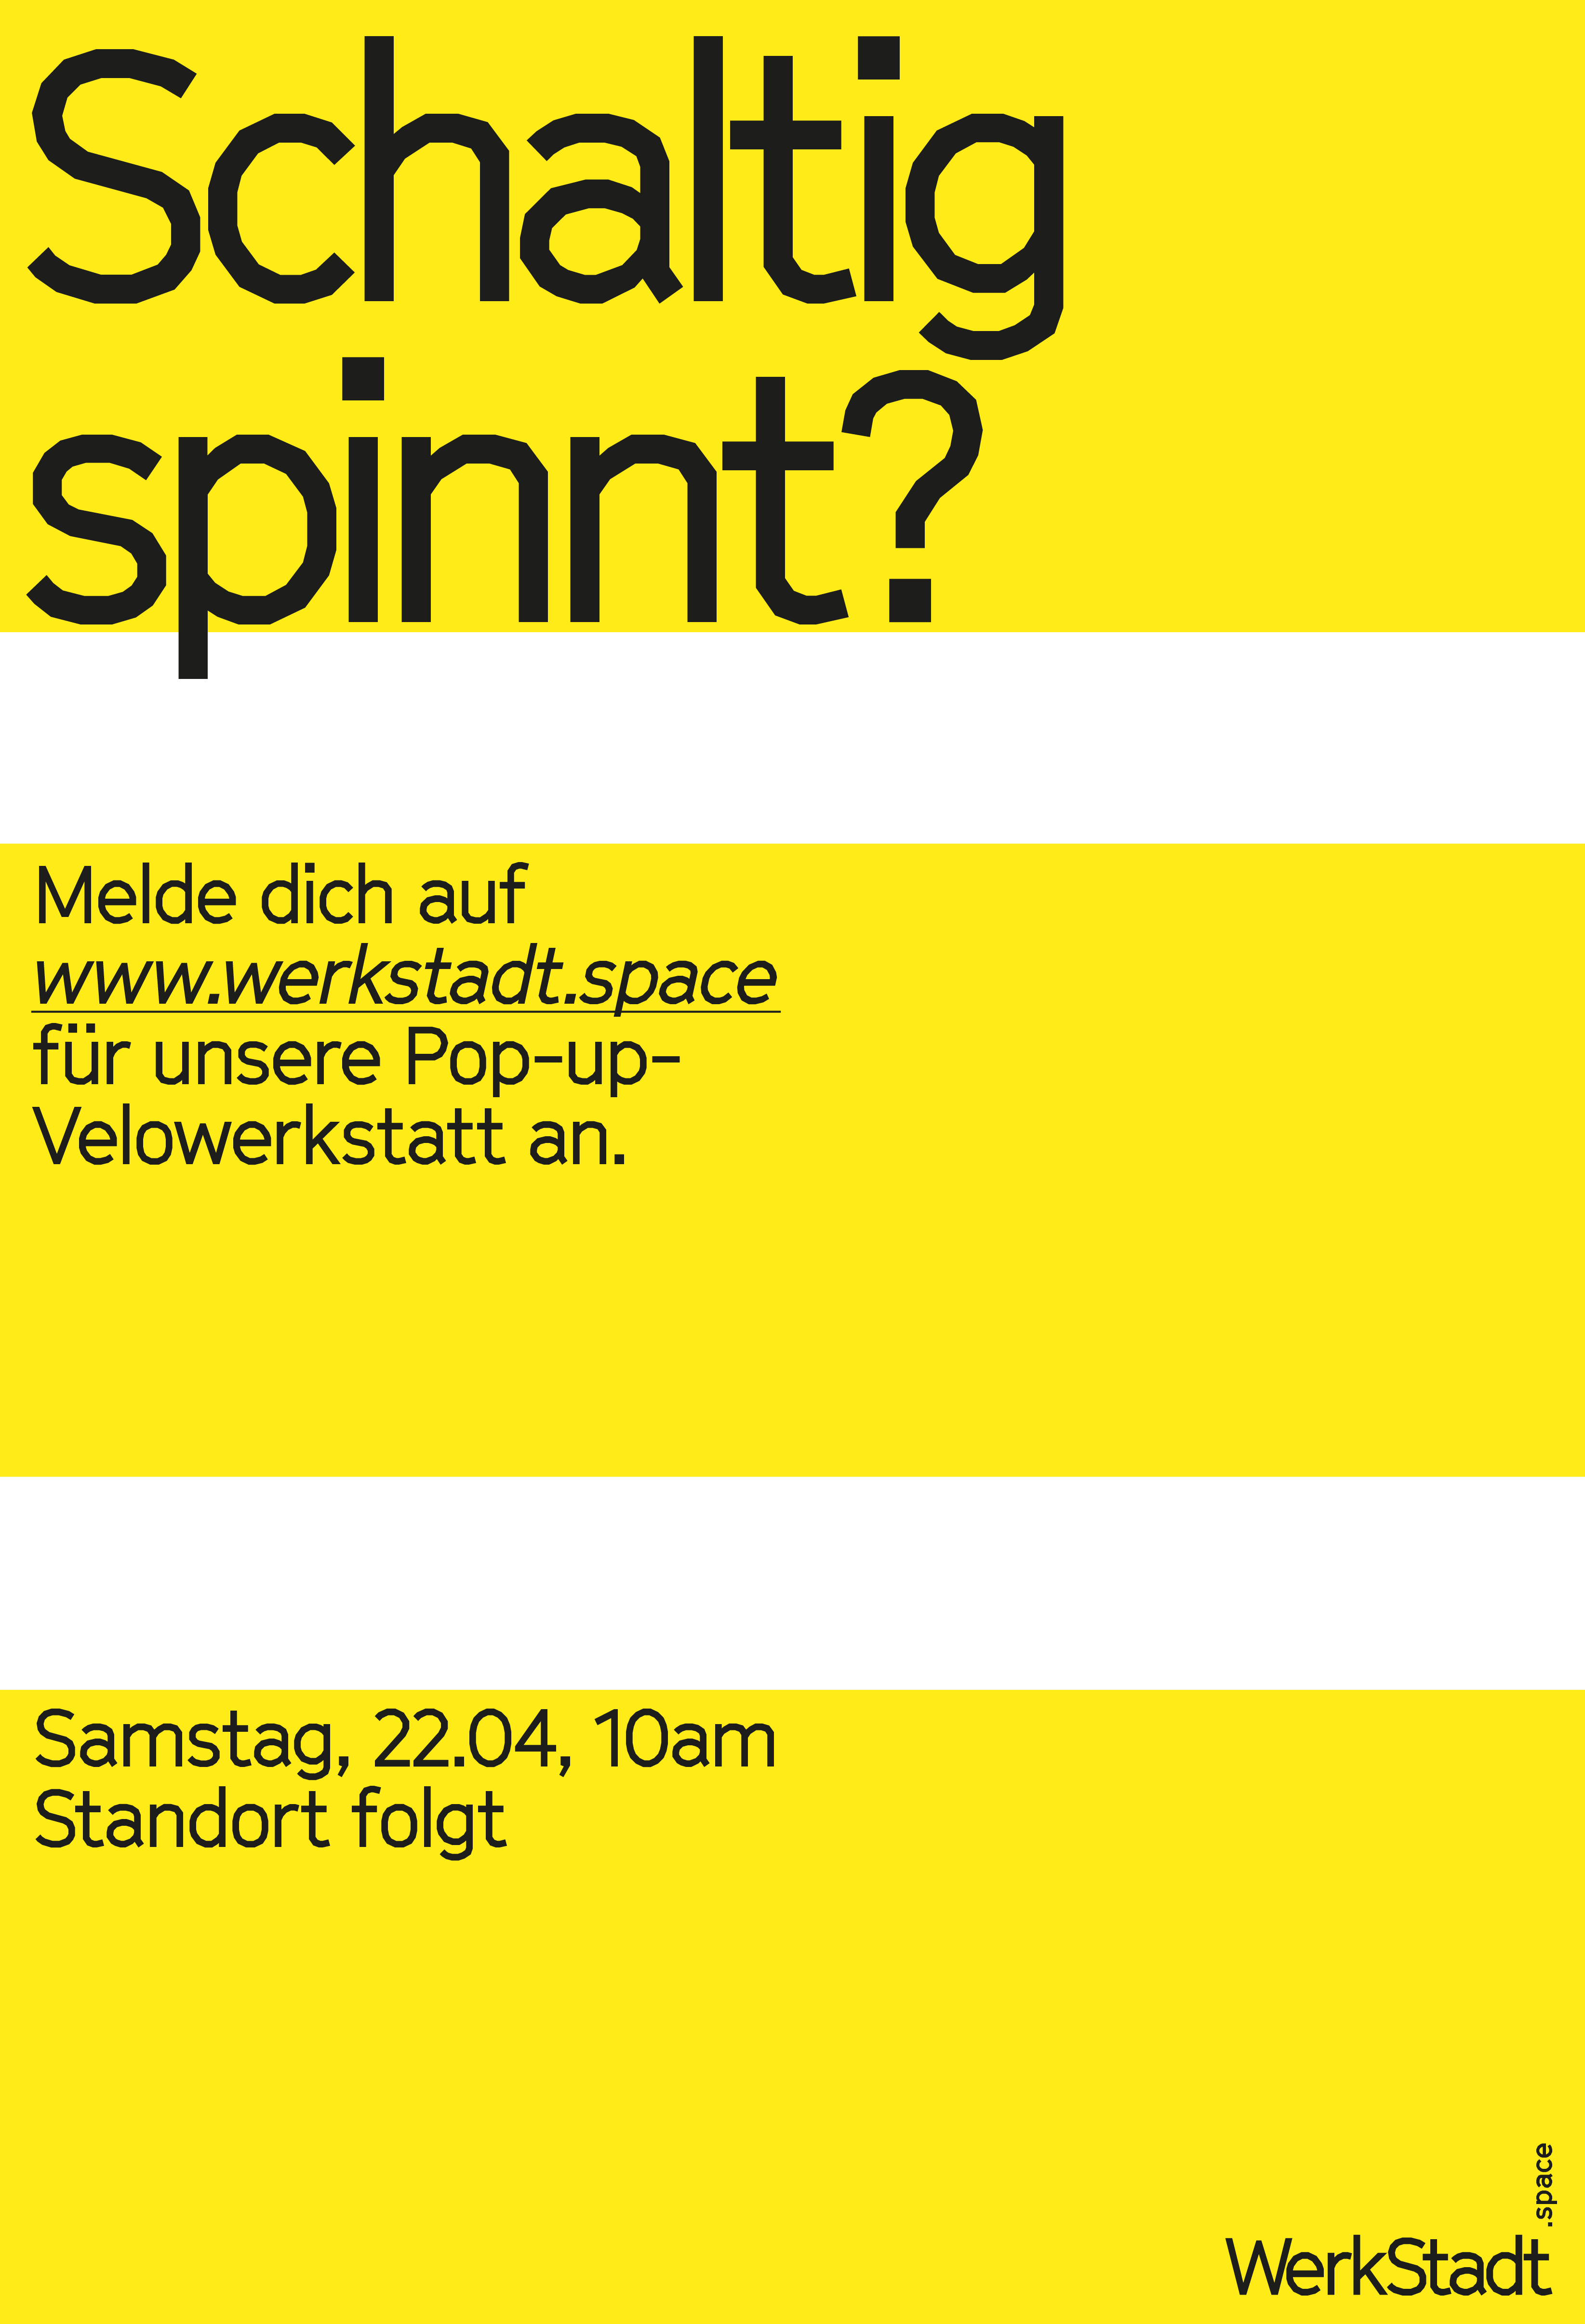 Schaltig
spinnt?
Melde dich auf
www.werkstadt.space
für unsere Pop-up-
Velowerkstatt an.
Samstag, 22.04, 10am
Standort folgt
WerkStadt
.space